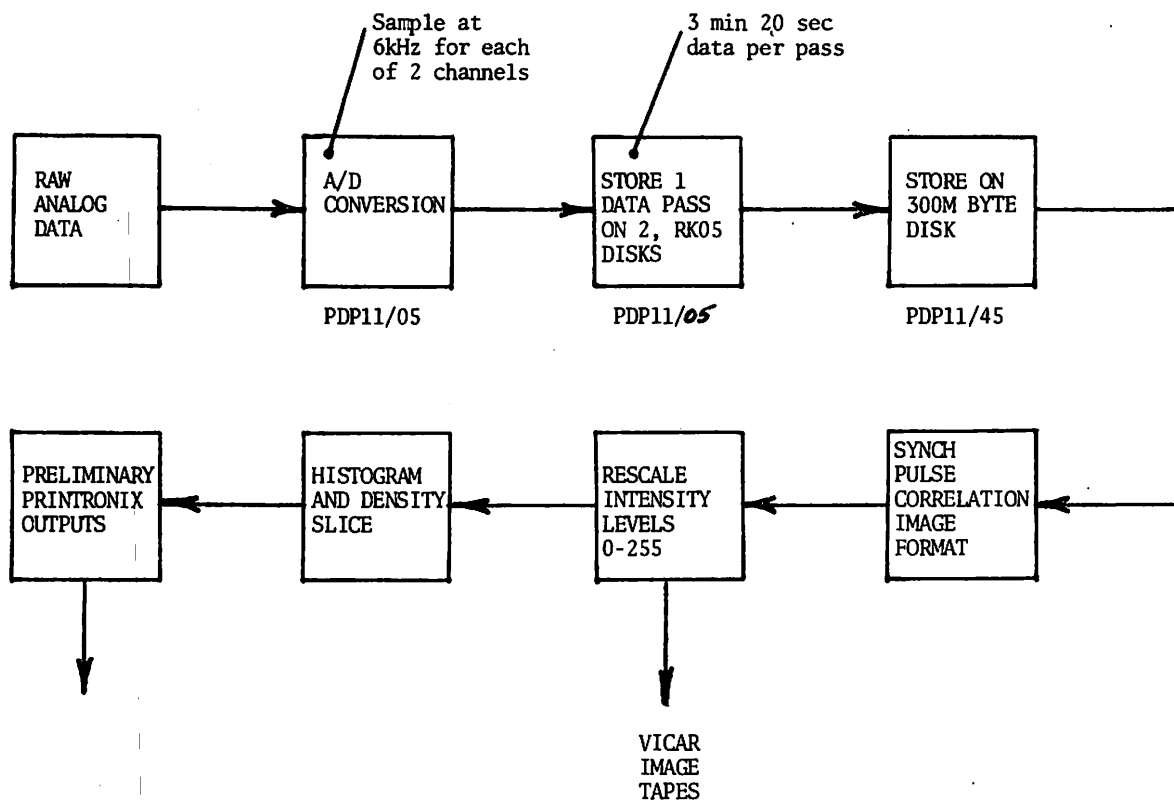 Sample at
6kHz for each
of 2 channels
3 min 20 sec
data per pass
RAW
ANALOG
DATA
A/D
CONVERSION
STORE 1
DATA PASS
ON 2, RK05
DISKS
STORE ON
300M BYTE
DISK
PDP11/05
PDP11/05
PDP11/45
PRELIMINARY
PRINTRONIX
OUTPUTS
HISTOGRAM
AND DENSITY
SLICE
RESCALE
INTENSITY
LEVELS
0-255
SYNCH
PULSE
CORRELATION
IMAGE
FORMAT
VICAR
IMAGE
TAPES